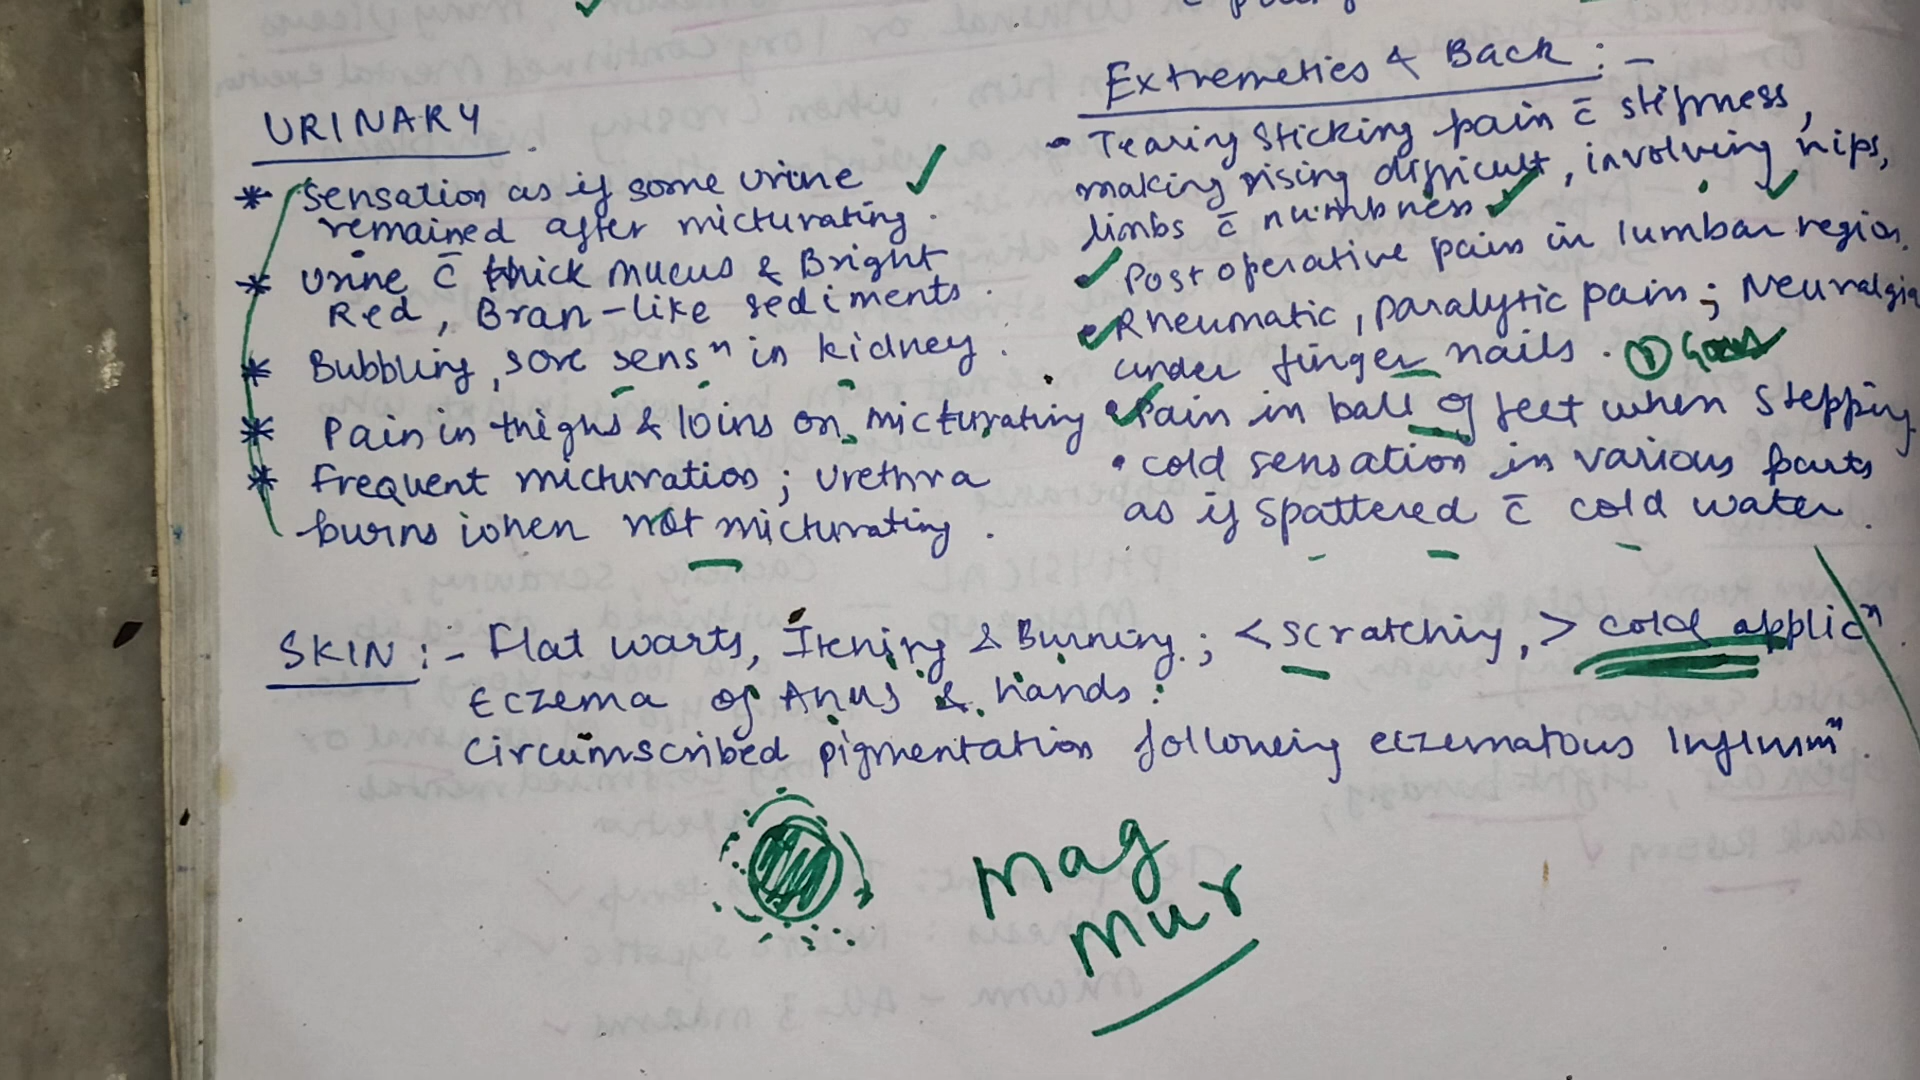 URINARY
* Sensation as if some urine
remained after micturating.
* Urine c̄ thick mucus & Bright
Red, Bran-like sediments.
* Bubbling, sore sensⁿ in kidney.
* Pain in thighs & loins on micturating
* Frequent micturation; Urethra
burns when not micturating.
Extremeties & Back :-
• Tearing Sticking pain c̄ stiffness,
making rising difficult, involving hips,
limbs c̄ numbness
• Post operative pain in lumbar region.
• Rheumatic, paralytic pain; Neuralgia
under finger nails.
• Pain in ball of feet when stepping
• cold sensation in various parts
as if spattered c̄ cold water.
SKIN :- Flat warts, Itching & Burning; < scratching, > cold applicⁿ
Eczema of Anus & hands.
Circumscribed pigmentation following eczematous Inflmmⁿ.
mag
mur